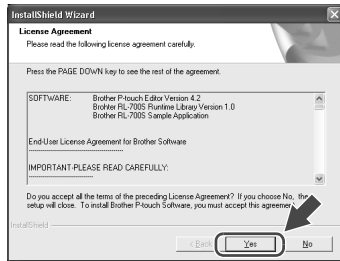 InstallShield Wizard
License Agreement
Please read the following license agreement carefully.
Press the PAGE DOWN key to see the rest of the agreement.
SOFTWARE: Brother P-touch Editor Version 4.2
Brohter RL-700S Runtime Library Version 1.0
Brother RL-700S Sample Application
End-User License Agreement for Brother Software
--------------------------------
IMPORTANT-PLEASE READ CAREFULLY:
----------------------
Do you accept all the terms of the preceding License Agreement? If you choose No, the
setup will close. To install Brother P-touch Software, you must accept this
InstallShield
< Back
Yes
No